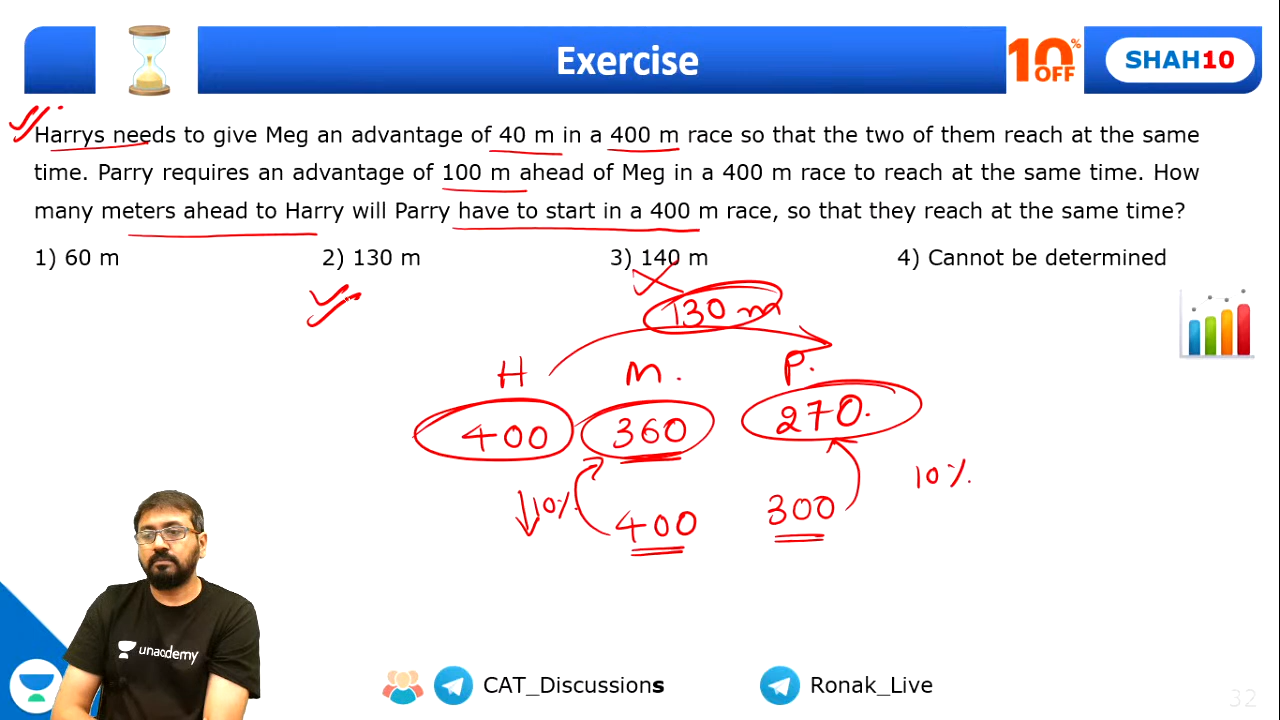 Exercise
10% OFF
SHAH10
Harrys needs to give Meg an advantage of 40 m in a 400 m race so that the two of them reach at the same
time. Parry requires an advantage of 100 m ahead of Meg in a 400 m race to reach at the same time. How
many meters ahead to Harry will Parry have to start in a 400 m race, so that they reach at the same time?
1) 60 m 2) 130 m 3) 140 m 4) Cannot be determined
130 m
H M. P.
400 360 270.
10% 10%
400 300
unacademy
CAT_Discussions Ronak_Live
32